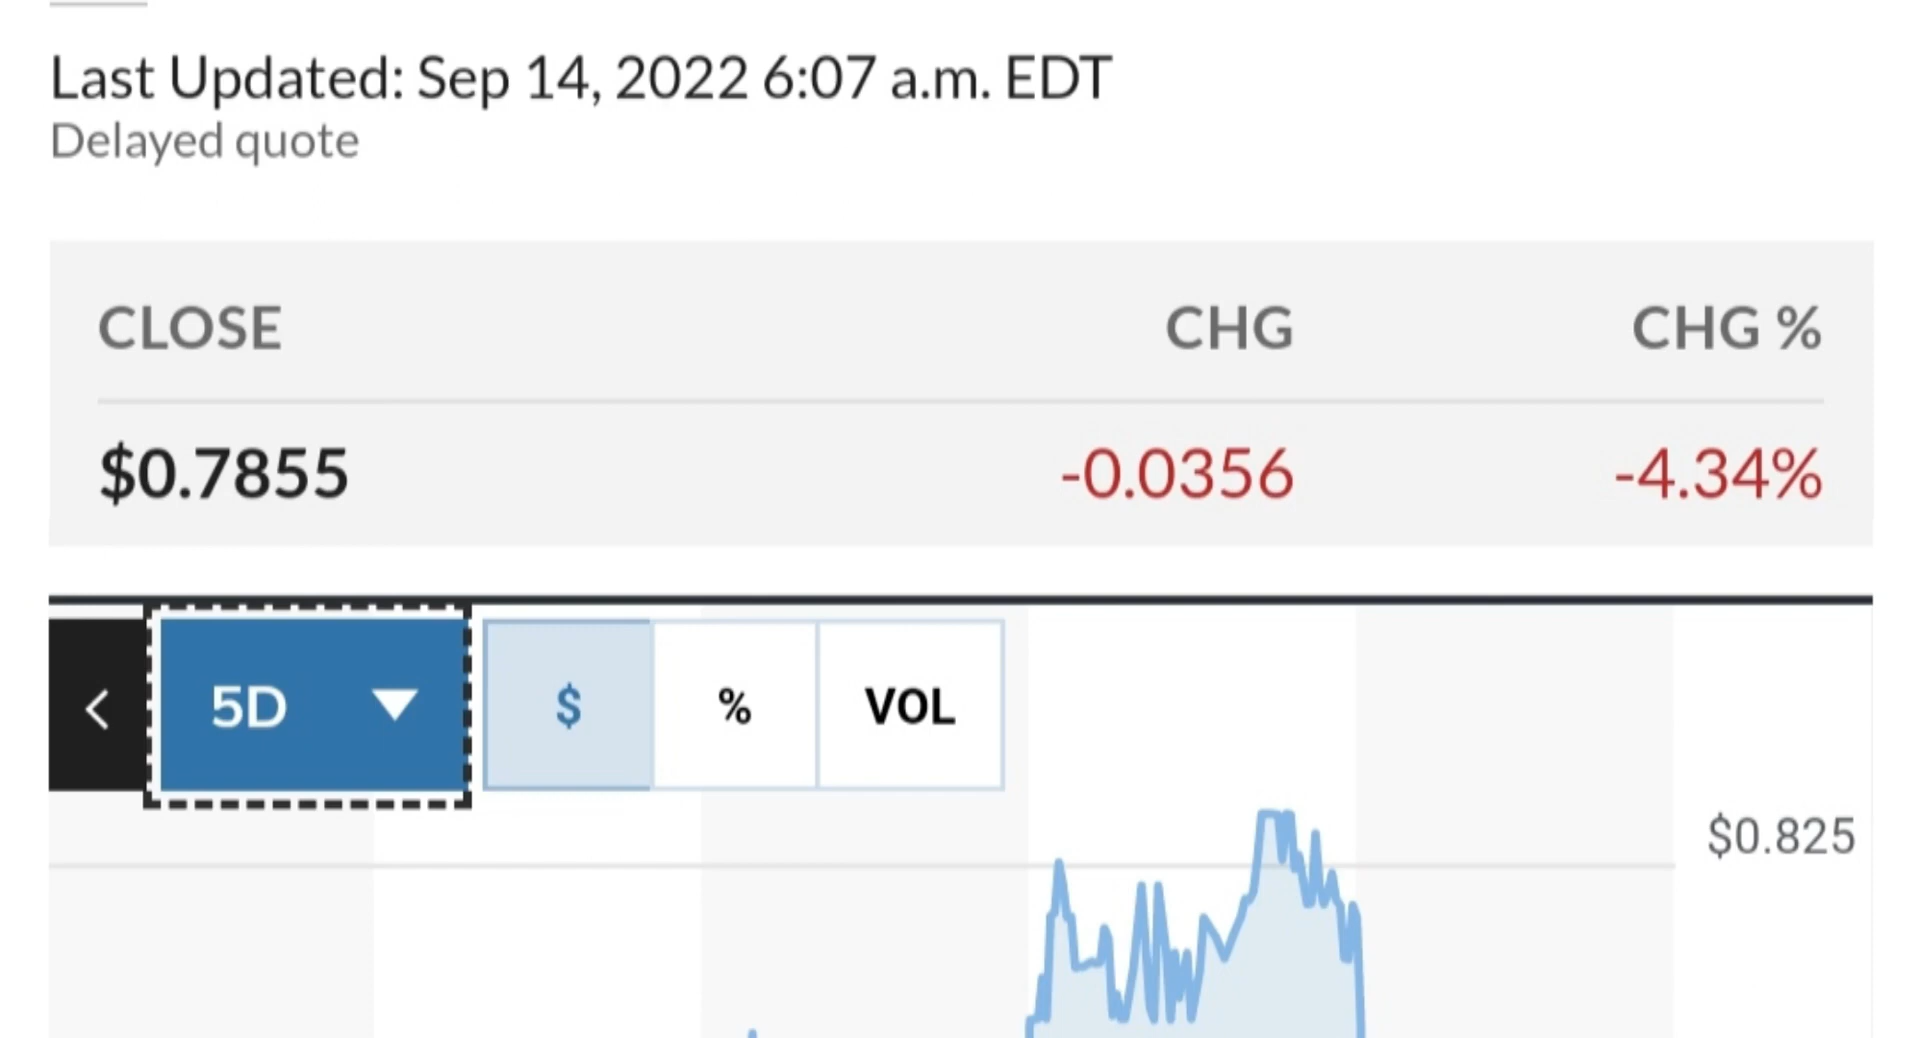 Last Updated: Sep 14, 2022 6:07 a.m. EDT
Delayed quote
CLOSE CHG CHG %
$0.7855 -0.0356 -4.34%
5D $ % VOL
$0.825